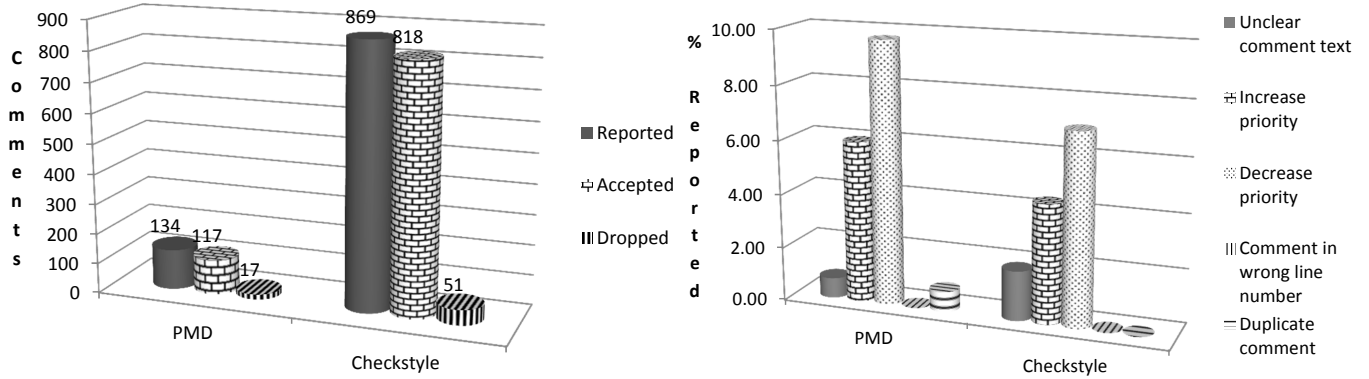 900
800
700
600
500
400
300
200
100
0
Comments
134
117
17
869
818
51
PMD
Checkstyle
Reported
Accepted
Dropped
10.00
8.00
6.00
4.00
2.00
0.00
% Reported
PMD
Checkstyle
Unclear
comment text
Increase
priority
Decrease
priority
Comment in
wrong line
number
Duplicate
comment